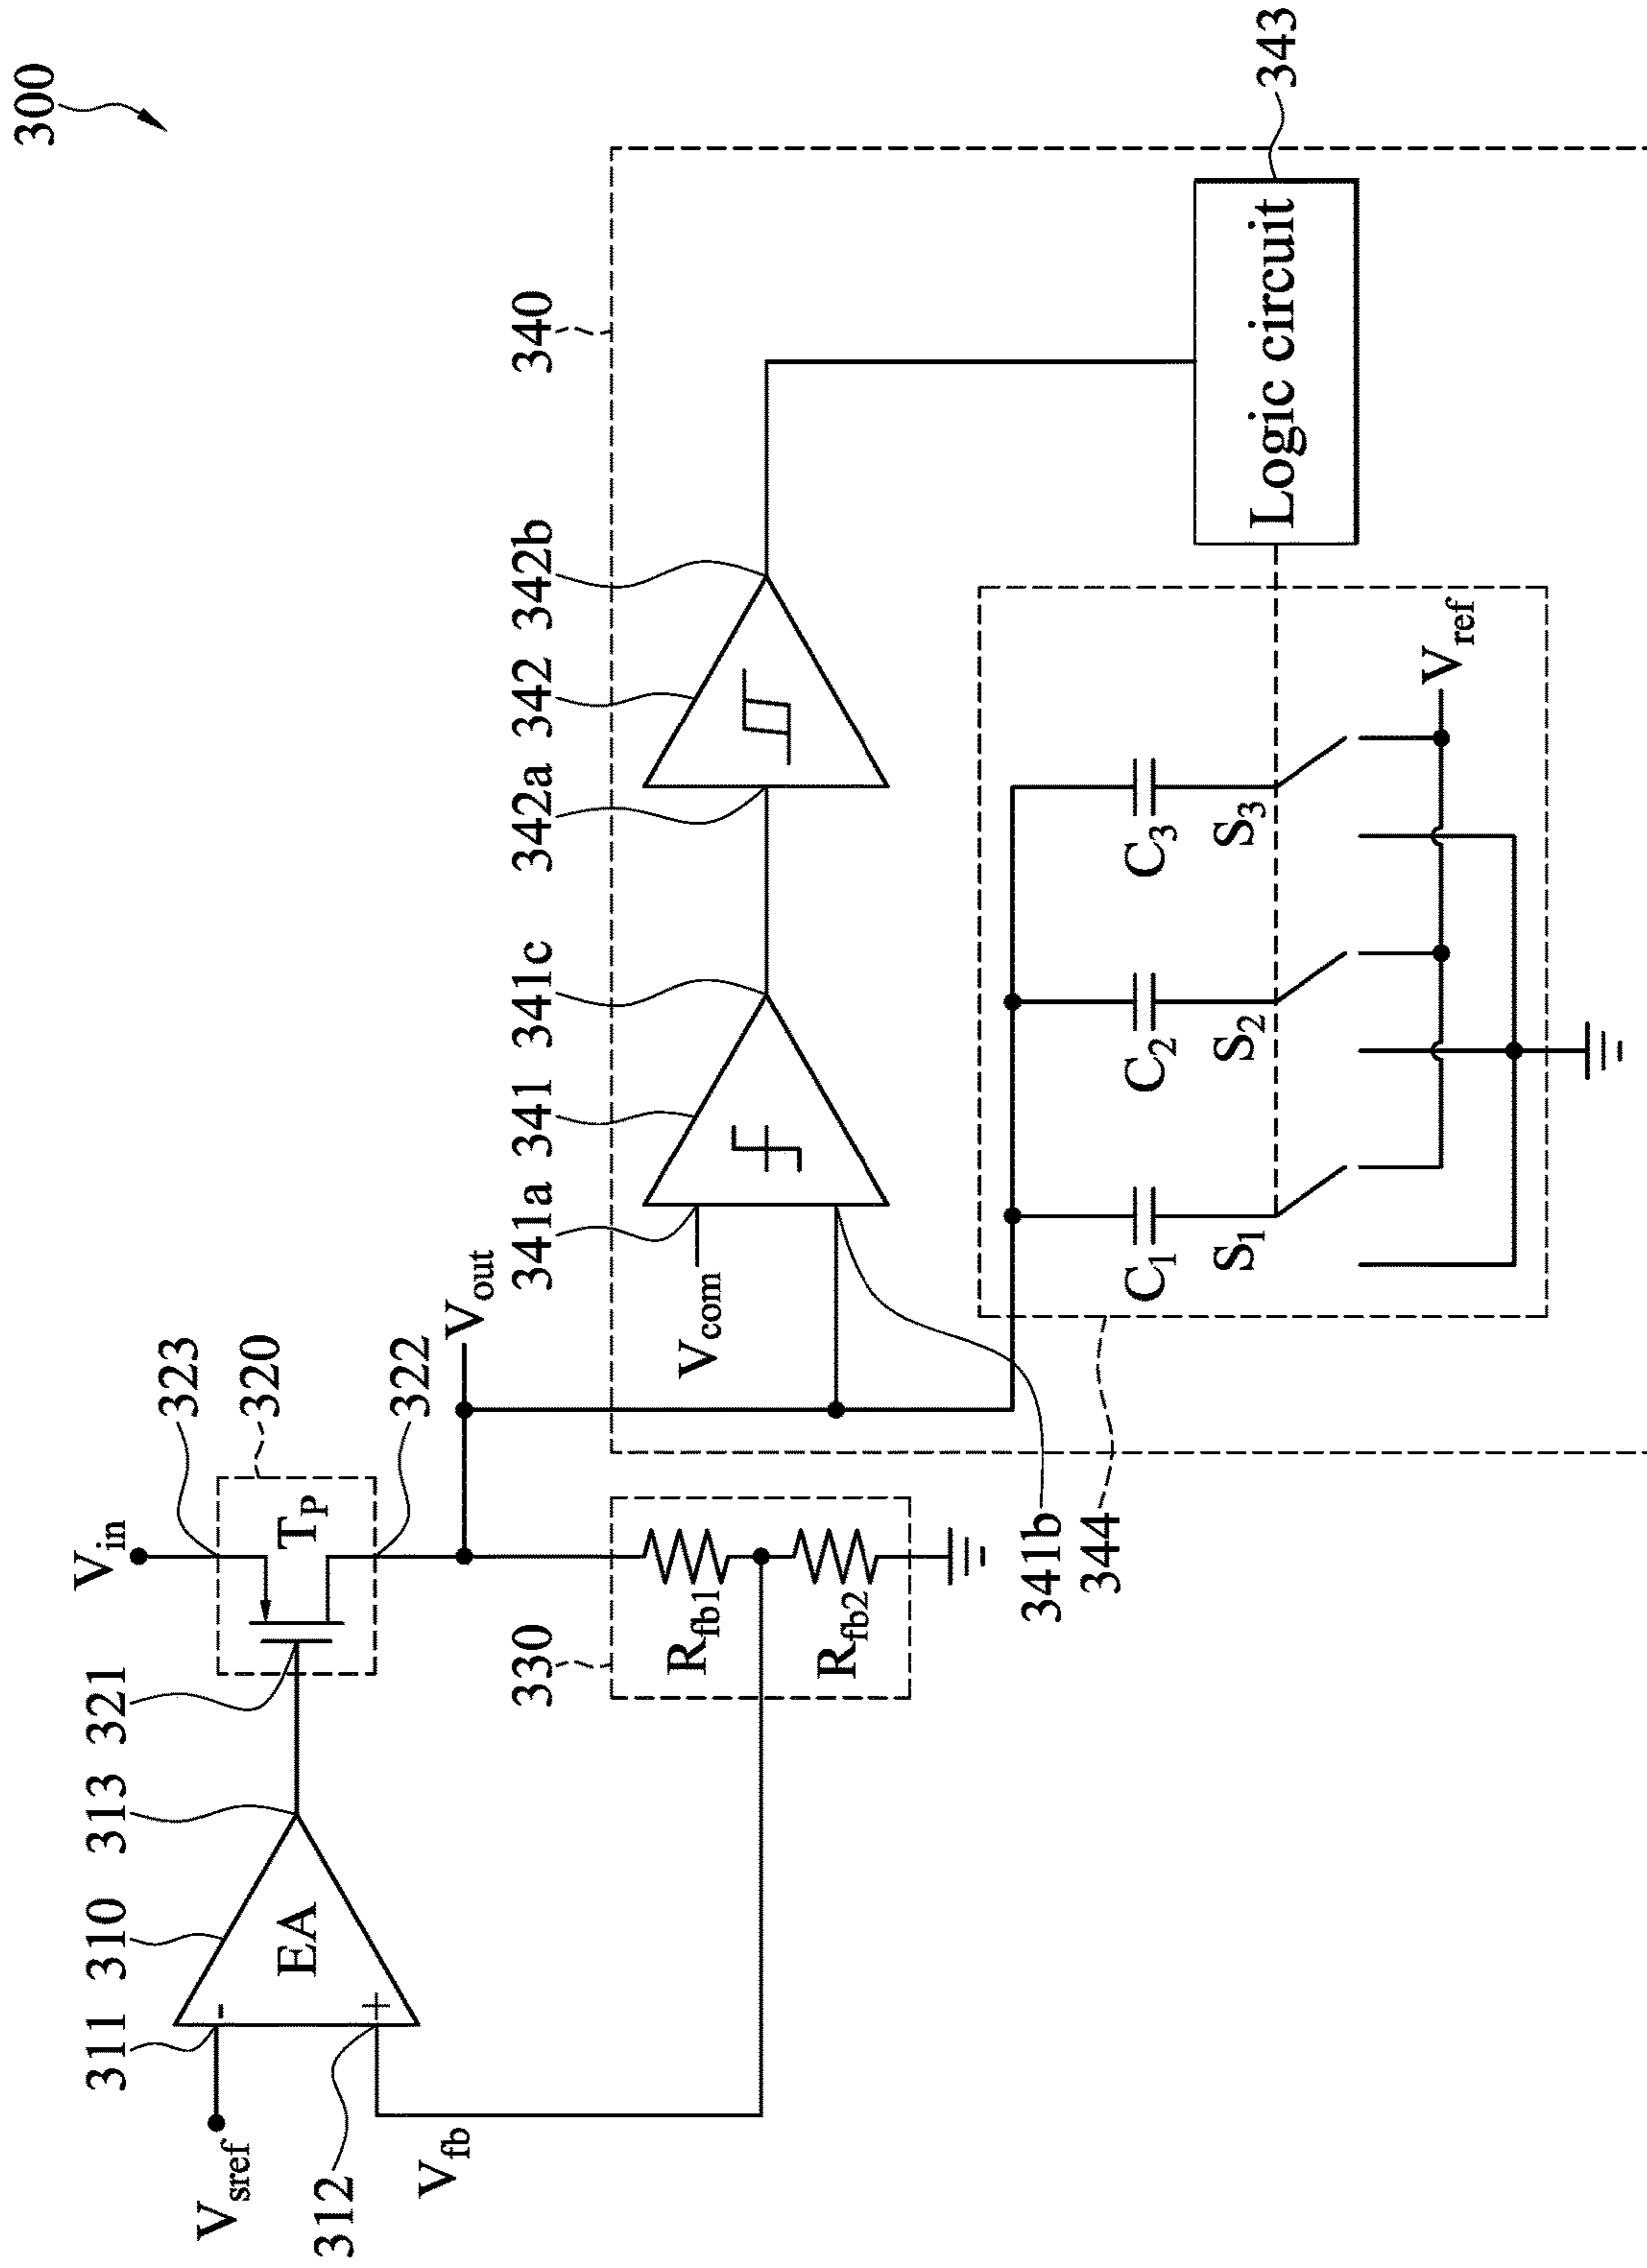 300
V_in
323
320
T_P
322
V_out
321
313
310
311
EA
-
+
V_sref
312
V_fb
330
R_fb1
R_fb2
340
341a
341
341c
342a
342
342b
V_com
341b
344
C_1
C_2
C_3
S_1
S_2
S_3
V_ref
Logic circuit
343